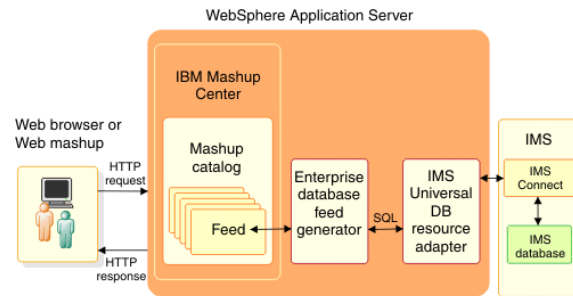 WebSphere Application Server
IBM Mashup
Center
Web browser or
Web mashup
HTTP
request
HTTP
response
Mashup
catalog
Feed
Enterprise
database
feed
generator
SQL
IMS
Universal
DB
resource
adapter
IMS
IMS
Connect
IMS
database